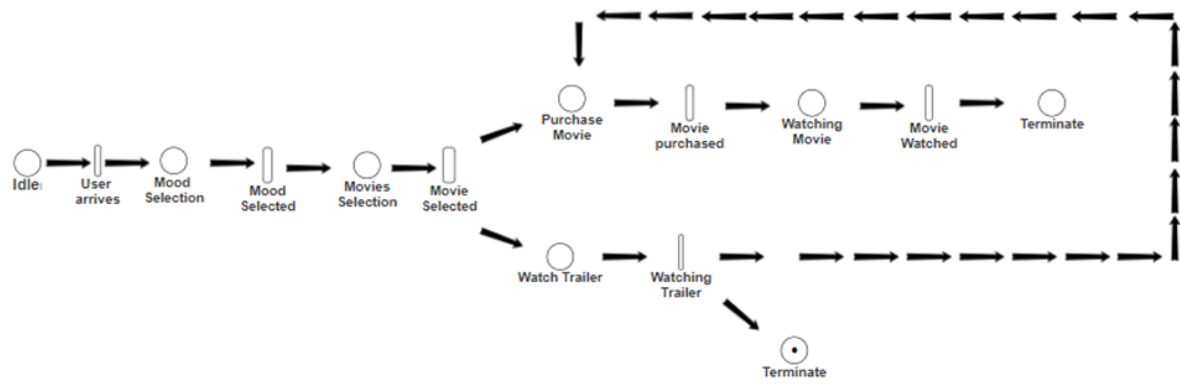 Idle
User
arrives
Mood
Selection
Mood
Selected
Movies
Selection
Movie
Selected
Purchase
Movie
Movie
purchased
Watching
Movie
Movie
Watched
Terminate
Watch Trailer
Watching
Trailer
Terminate